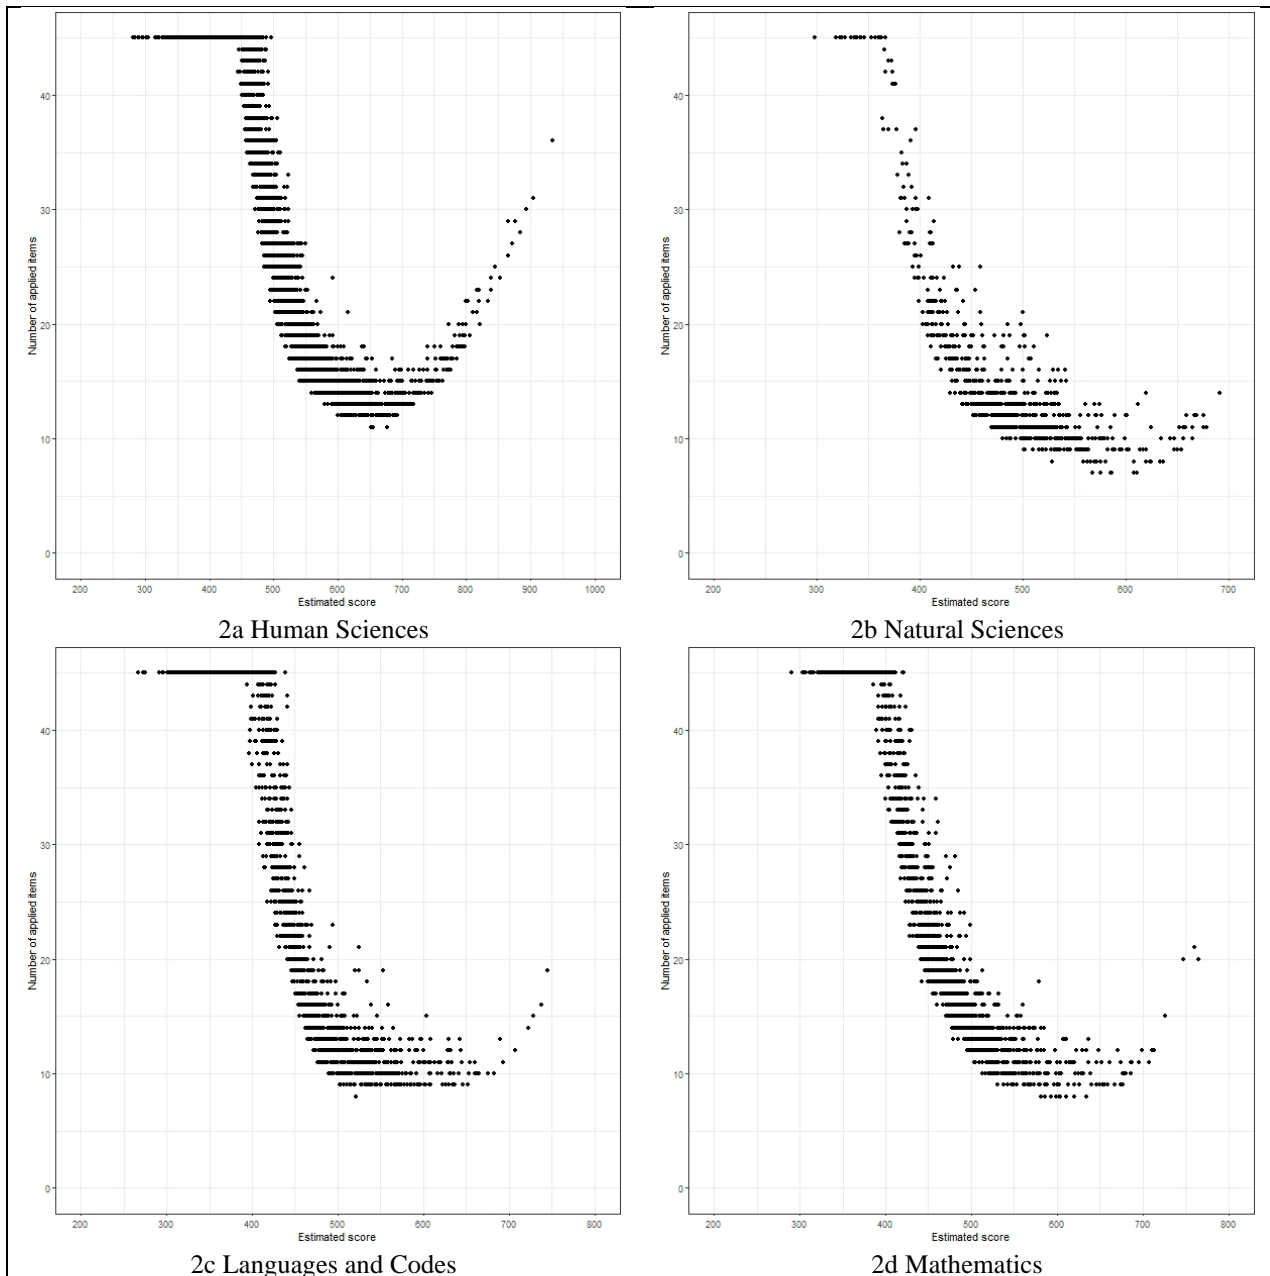 40
30
20
10
0
Number of applied items
200 300 400 500 600 700 800 900 1000
Estimated score
2a Human Sciences
40
30
20
10
0
Number of applied items
200 300 400 500 600 700
Estimated score
2b Natural Sciences
40
30
20
10
0
Number of applied items
200 300 400 500 600 700 800
Estimated score
2c Languages and Codes
40
30
20
10
0
Number of applied items
200 300 400 500 600 700 800
Estimated score
2d Mathematics